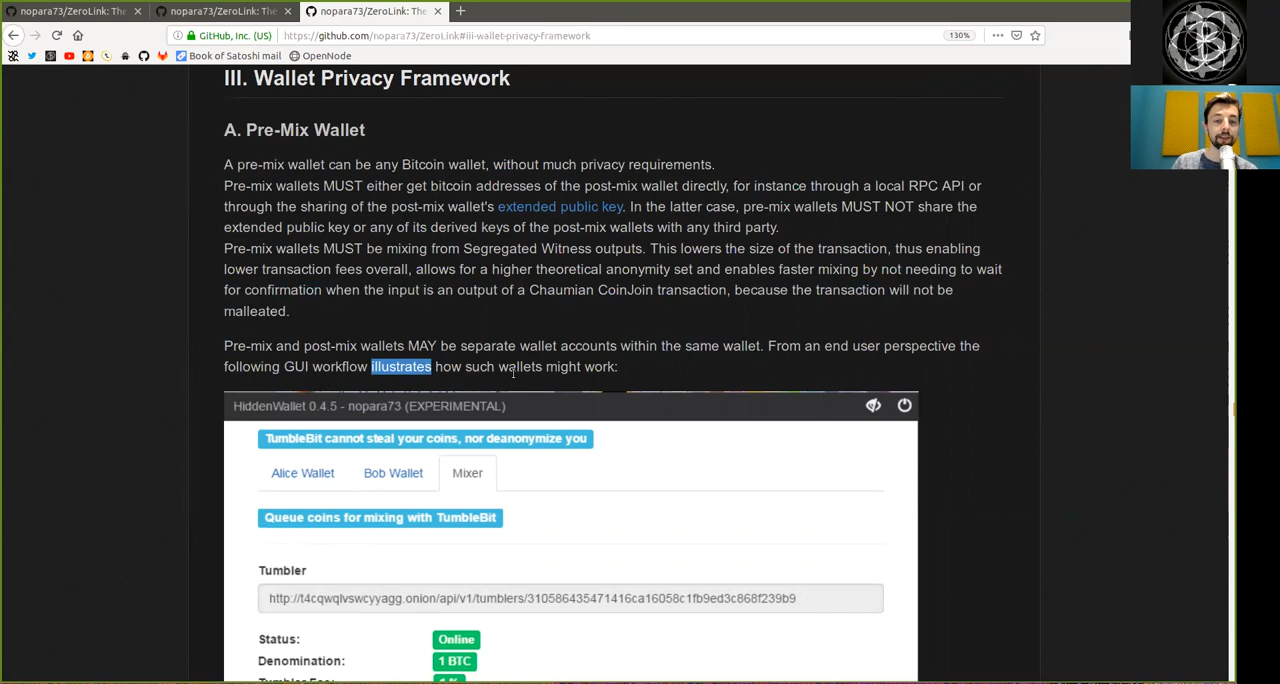 nopara73/ZeroLink: The
nopara73/ZeroLink: The
nopara73/ZeroLink: The
GitHub, Inc. (US)
https://github.com/nopara73/ZeroLink#iii-wallet-privacy-framework
130%
Book of Satoshi mail
OpenNode
III. Wallet Privacy Framework
A. Pre-Mix Wallet
A pre-mix wallet can be any Bitcoin wallet, without much privacy requirements.
Pre-mix wallets MUST either get bitcoin addresses of the post-mix wallet directly, for instance through a local RPC API or
through the sharing of the post-mix wallet's extended public key. In the latter case, pre-mix wallets MUST NOT share the
extended public key or any of its derived keys of the post-mix wallets with any third party.
Pre-mix wallets MUST be mixing from Segregated Witness outputs. This lowers the size of the transaction, thus enabling
lower transaction fees overall, allows for a higher theoretical anonymity set and enables faster mixing by not needing to wait
for confirmation when the input is an output of a Chaumian CoinJoin transaction, because the transaction will not be
malleated.
Pre-mix and post-mix wallets MAY be separate wallet accounts within the same wallet. From an end user perspective the
following GUI workflow illustrates how such wallets might work:
HiddenWallet 0.4.5 - nopara73 (EXPERIMENTAL)
TumbleBit cannot steal your coins, nor deanonymize you
Alice Wallet
Bob Wallet
Mixer
Queue coins for mixing with TumbleBit
Tumbler
http://t4cqwqlvswcyyagg.onion/api/v1/tumblers/310586435471416ca16058c1fb9ed3c868f239b9
Status:
Online
Denomination:
1 BTC